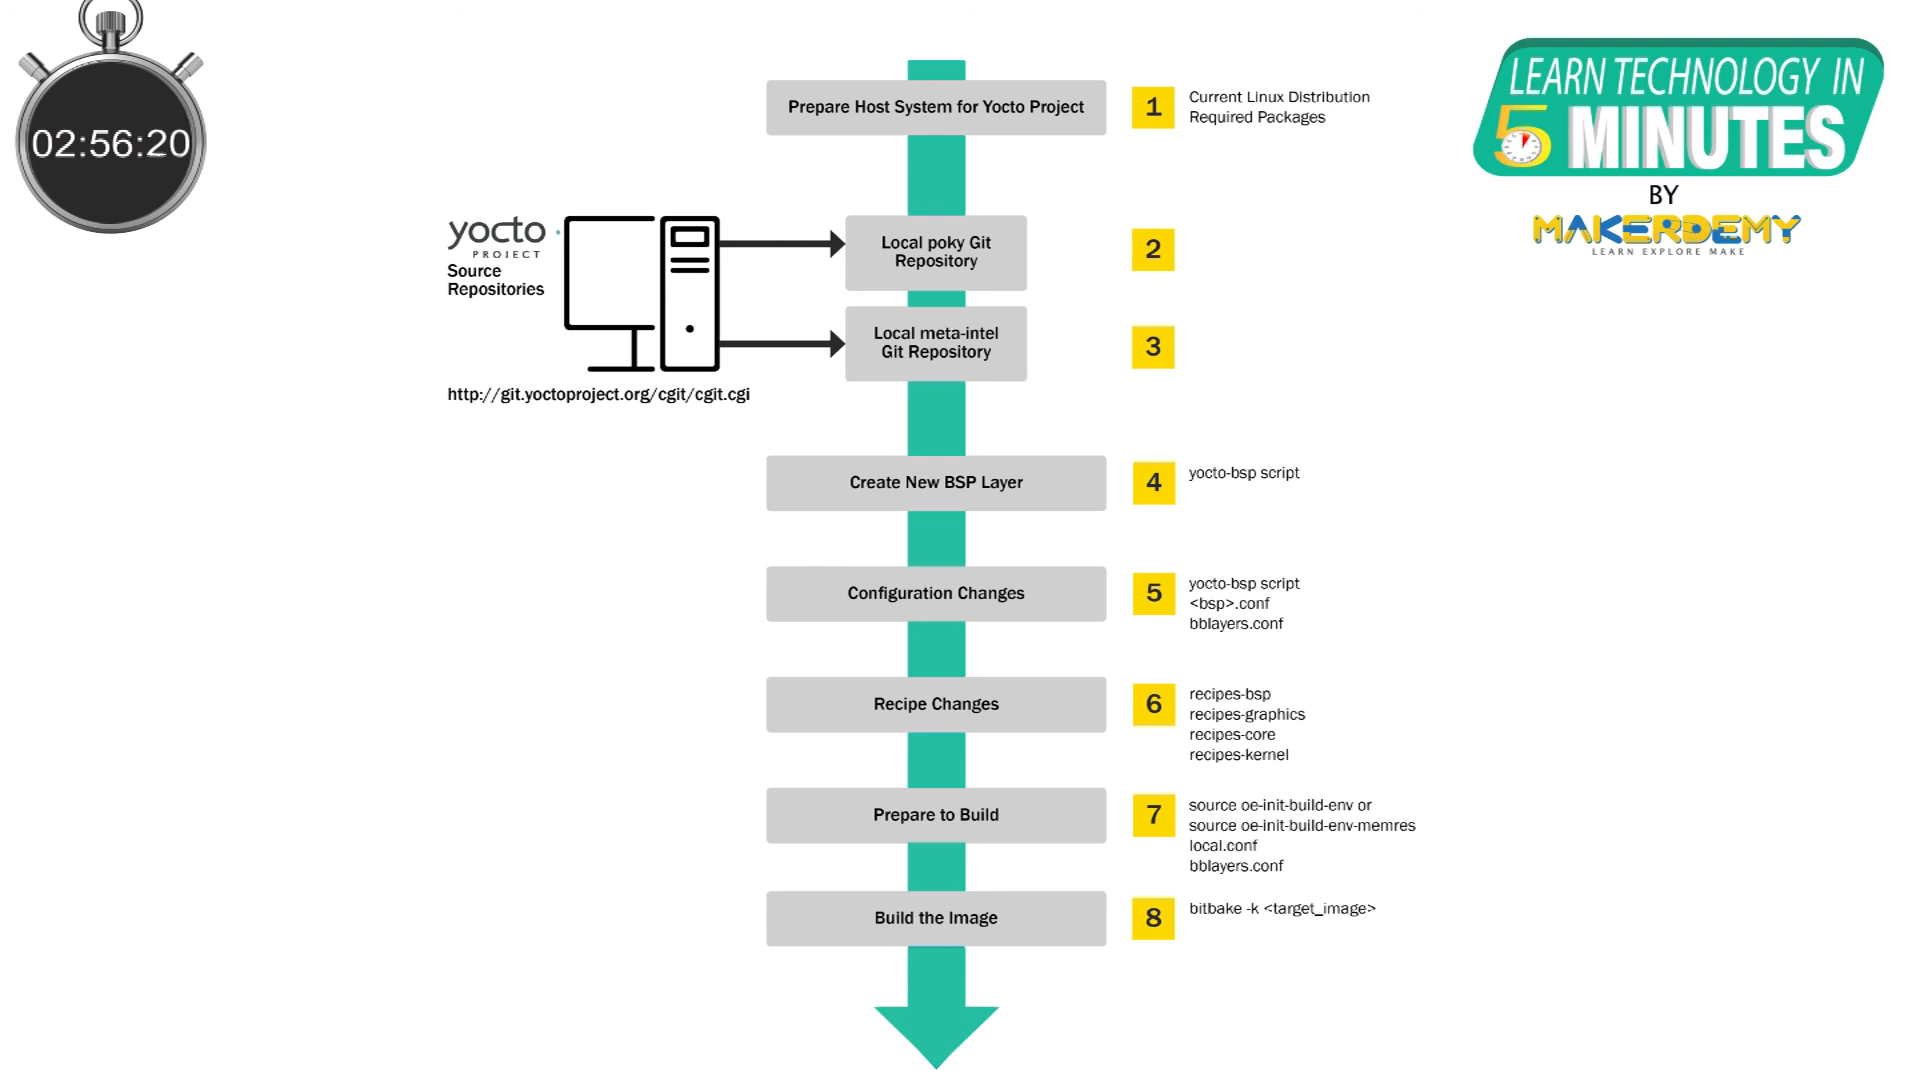 02:56:20
LEARN TECHNOLOGY IN
5 MINUTES
BY
MAKERDEMY
LEARN EXPLORE MAKE
Prepare Host System for Yocto Project
1
Current Linux Distribution
Required Packages
yocto
PROJECT
Source
Repositories
http://git.yoctoproject.org/cgit/cgit.cgi
Local poky Git
Repository
2
Local meta-intel
Git Repository
3
Create New BSP Layer
4
yocto-bsp script
Configuration Changes
5
yocto-bsp script
<bsp>.conf
bblayers.conf
Recipe Changes
6
recipes-bsp
recipes-graphics
recipes-core
recipes-kernel
Prepare to Build
7
source oe-init-build-env or
source oe-init-build-env-memres
local.conf
bblayers.conf
Build the Image
8
bitbake -k <target_image>